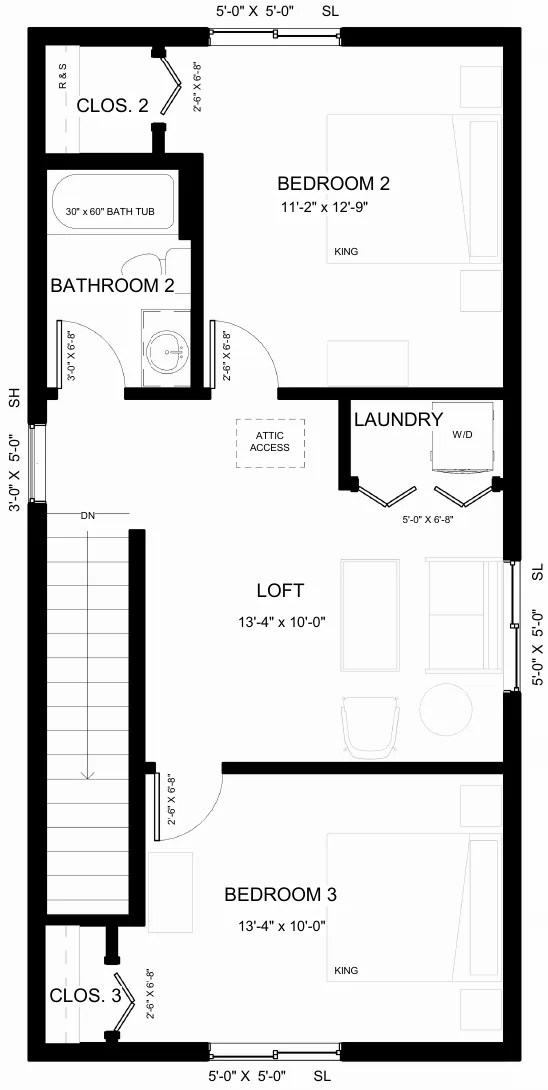 5'-0" X 5'-0" SL
R & S
CLOS. 2
2'-6" X 6'-8"
BEDROOM 2
11'-2" x 12'-9"
KING
30" x 60" BATH TUB
BATHROOM 2
3'-0" X 6'-8"
2'-6" X 6'-8"
3'-0" X 5'-0" SH
ATTIC
ACCESS
LAUNDRY
W/D
5'-0" X 6'-8"
DN
LOFT
13'-4" x 10'-0"
5'-0" X 5'-0" SL
2'-6" X 6'-8"
BEDROOM 3
13'-4" x 10'-0"
KING
CLOS. 3
2'-6" X 6'-8"
5'-0" X 5'-0" SL